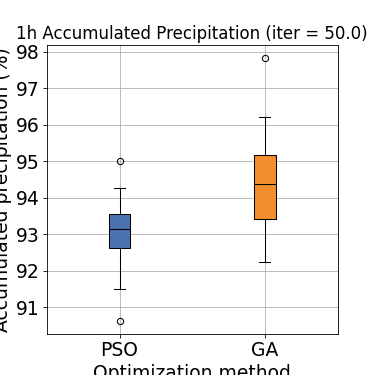 1h Accumulated Precipitation (iter = 50.0)
98
97
96
95
94
93
92
91
Accumulated precipitation (%)
PSO GA
Optimization method